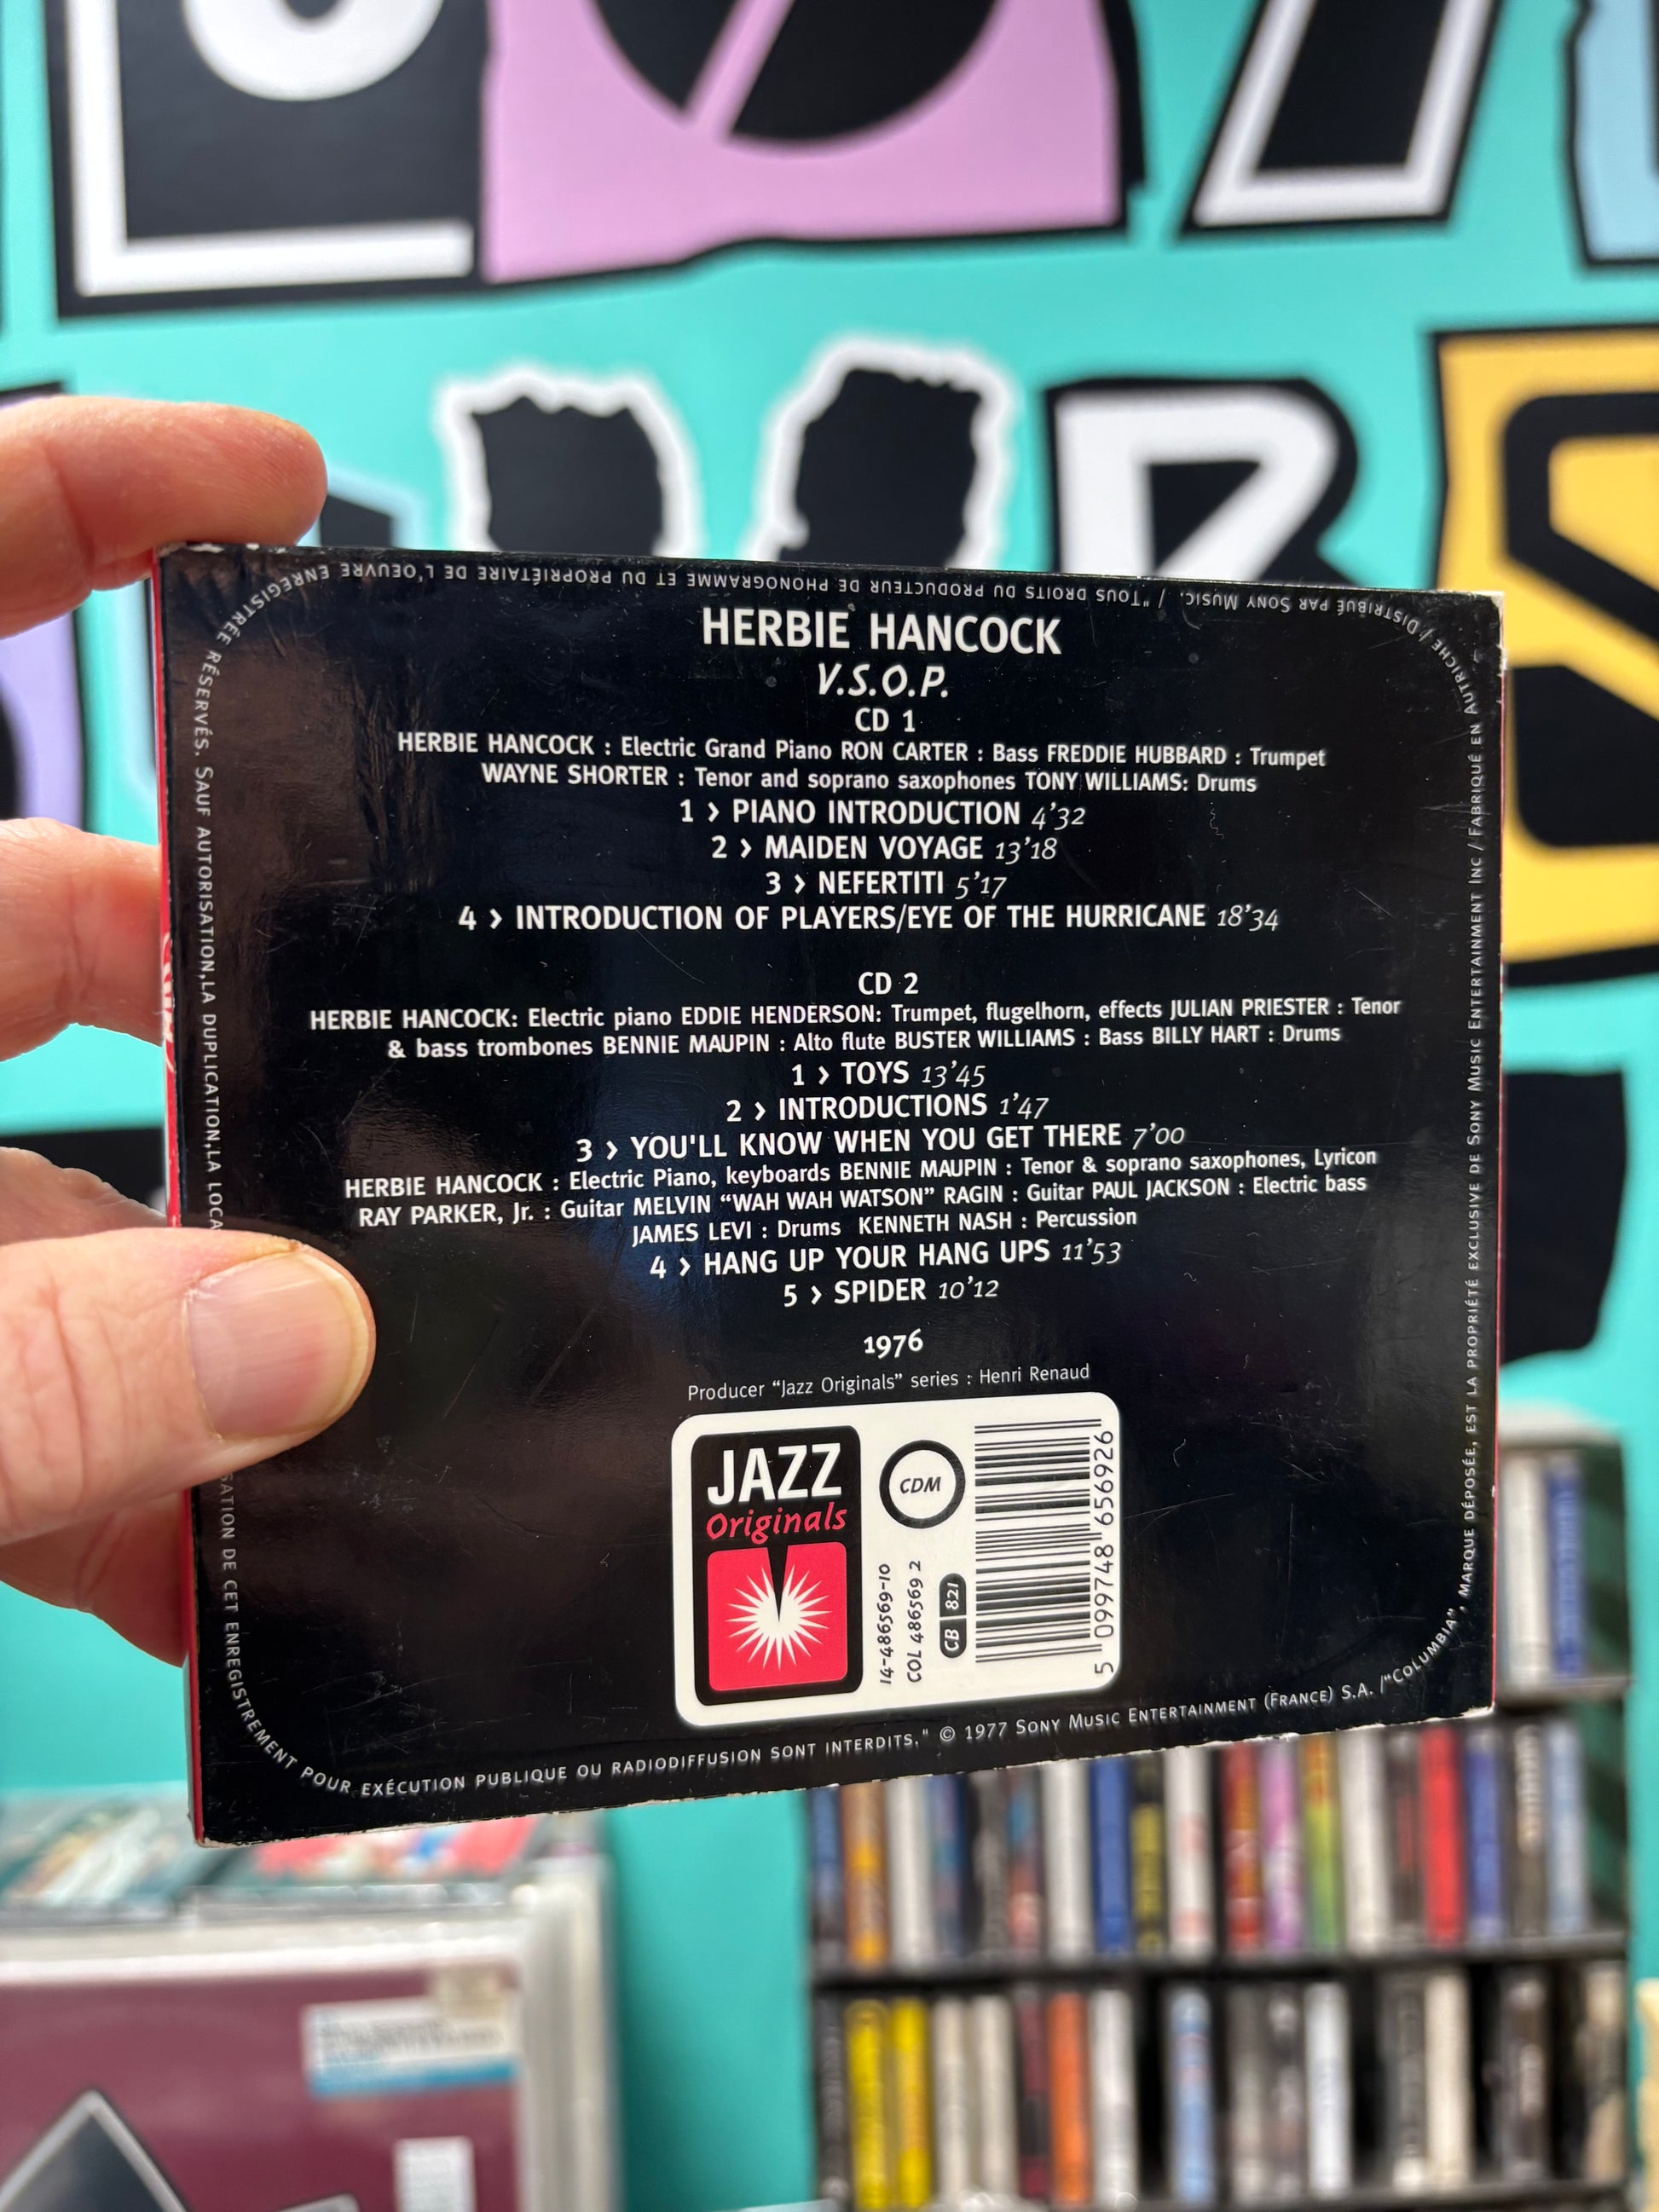 HERBIE HANCOCK
V.S.O.P.
CD 1
HERBIE HANCOCK : Electric Grand Piano RON CARTER : Bass FREDDIE HUBBARD : Trumpet
WAYNE SHORTER : Tenor and soprano saxophones TONY WILLIAMS: Drums
1 › PIANO INTRODUCTION 4'32
2 › MAIDEN VOYAGE 13'18
3 › NEFERTITI 5'17
4 › INTRODUCTION OF PLAYERS/EYE OF THE HURRICANE 18'34
CD 2
HERBIE HANCOCK: Electric piano EDDIE HENDERSON: Trumpet, flugelhorn, effects JULIAN PRIESTER : Tenor
& bass trombones BENNIE MAUPIN : Alto flute BUSTER WILLIAMS : Bass BILLY HART : Drums
1 › TOYS 13'45
2 › INTRODUCTIONS 1'47
3 › YOU'LL KNOW WHEN YOU GET THERE 7'00
HERBIE HANCOCK : Electric Piano, keyboards BENNIE MAUPIN : Tenor & soprano saxophones, Lyricon
RAY PARKER, Jr. : Guitar MELVIN “WAH WAH WATSON” RAGIN : Guitar PAUL JACKSON : Electric bass
JAMES LEVI : Drums KENNETH NASH : Percussion
4 › HANG UP YOUR HANG UPS 11'53
5 › SPIDER 10'12
1976
Producer “Jazz Originals” series : Henri Renaud
JAZZ
Originals
CDM
14-486569-10
COL 486569 2
CB 821
5 099748 656926
"TOUS DROITS DU PRODUCTEUR DE PHONOGRAMME ET DU PROPRIÉTAIRE DE L'OEUVRE ENREGISTRÉE RÉSERVÉS. SAUF AUTORISATION,LA DUPLICATION,LA LOCA
SATION DE CET ENREGISTREMENT POUR EXÉCUTION PUBLIQUE OU RADIODIFFUSION SONT INTERDITS," © 1977 SONY MUSIC ENTERTAINMENT (FRANCE) S.A. /"COLUMBIA", MARQUE DÉPOSÉE, EST LA PROPRIÉTÉ EXCLUSIVE DE SONY MUSIC ENTERTAINMENT INC / FABRIQUÉ EN AUTRICHE / DISTRIBUÉ PAR SONY MUSIC. /